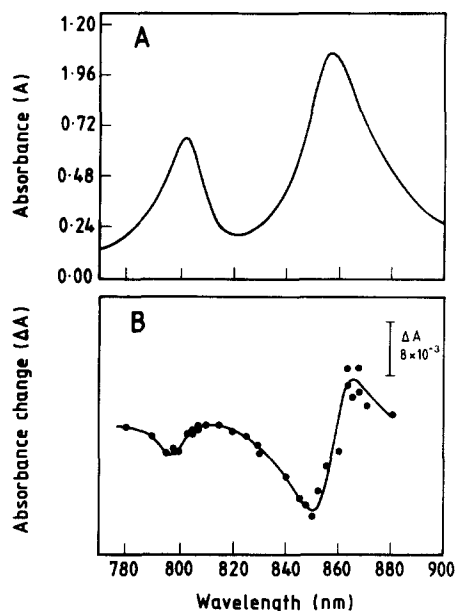 A
Absorbance (A)
1·20
1·96
0·72
0·48
0·24
0·00
B
Absorbance change (ΔA)
ΔA
8×10⁻³
780 800 820 840 860 880 900
Wavelength (nm)